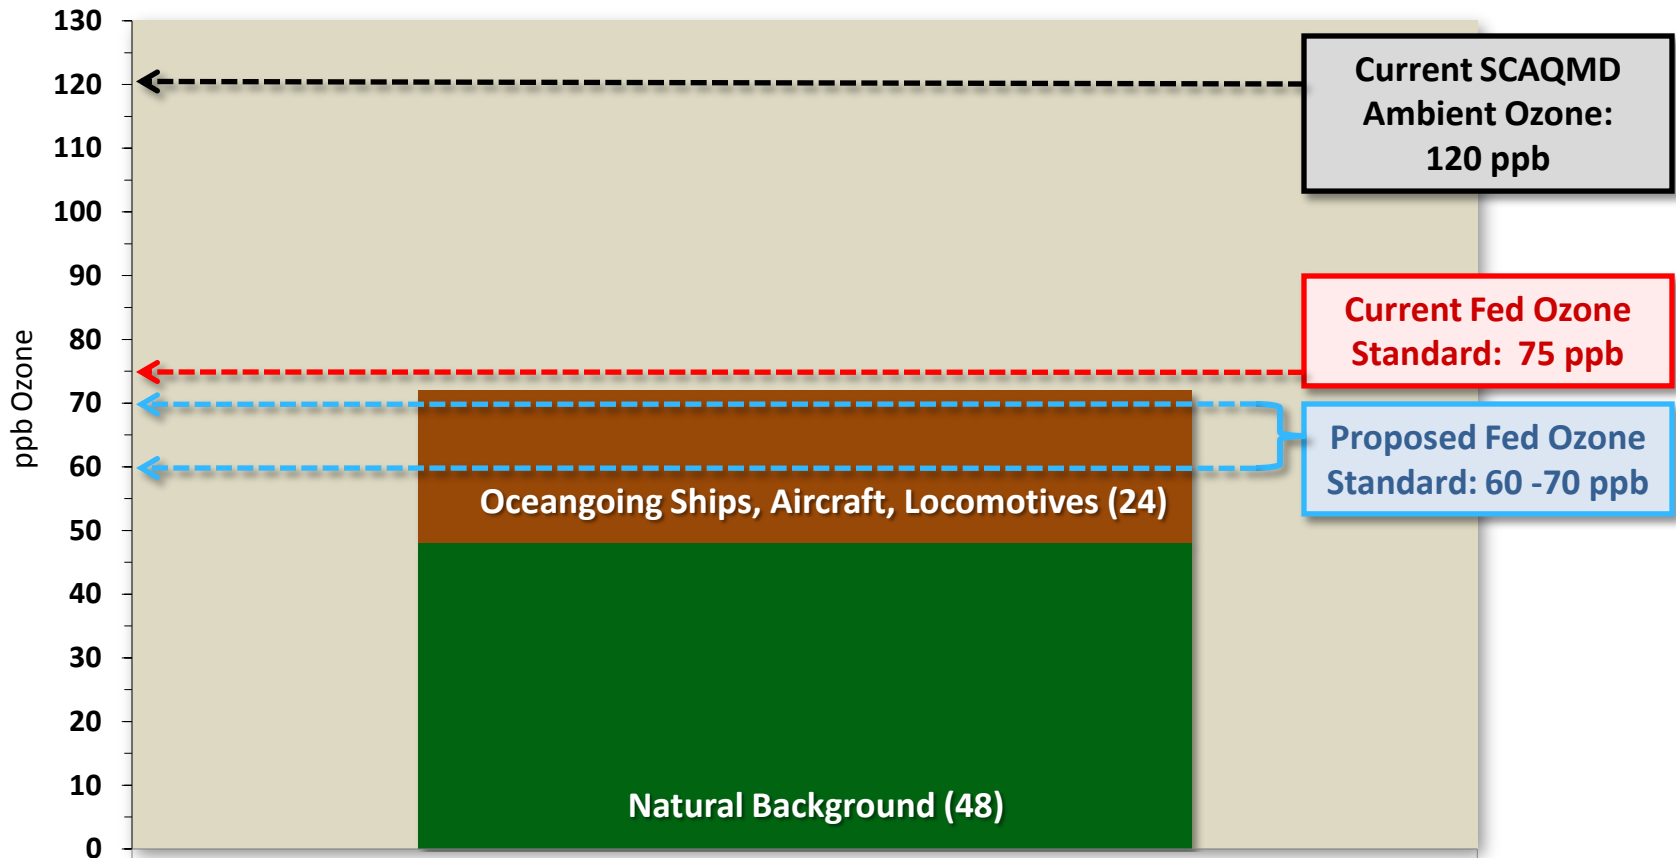 130
120
110
100
90
80
70
60
50
40
30
20
10
0
ppb Ozone
Current SCAQMD
Ambient Ozone:
120 ppb
Current Fed Ozone
Standard:  75 ppb
Proposed Fed Ozone
Standard: 60 -70 ppb
Oceangoing Ships, Aircraft, Locomotives (24)
Natural Background (48)